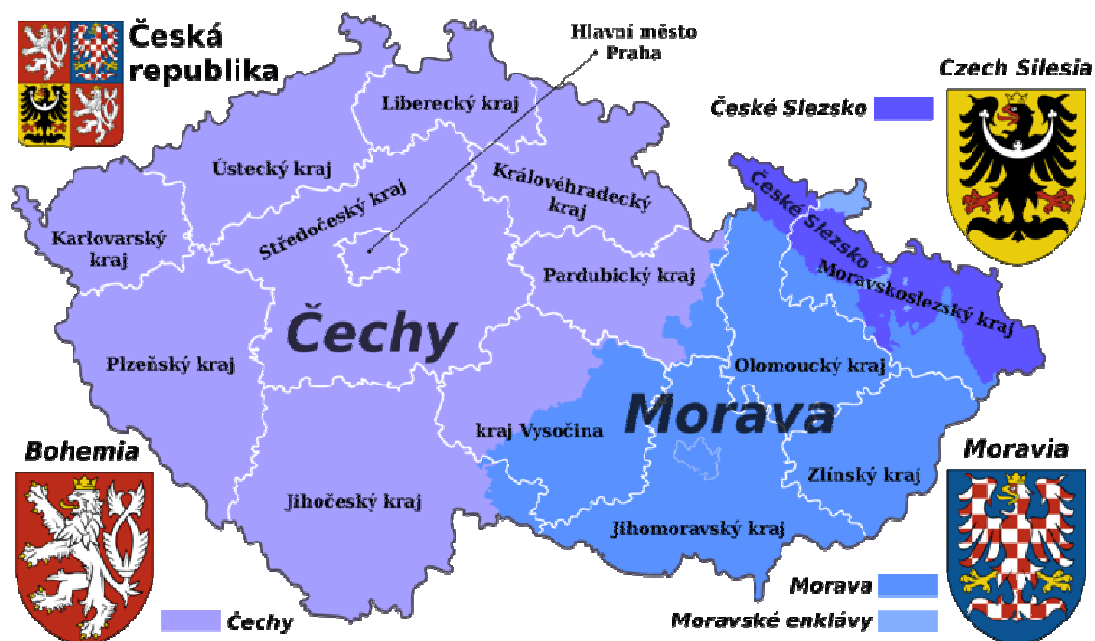 Česká
republika
Hlavní město
Praha
Czech Silesia
České Slezsko
Liberecký kraj
Ústecký kraj
Královéhradecký
kraj
Středočeský kraj
Karlovarský
kraj
Pardubický kraj
České Slezsko
Moravskoslezský kraj
Čechy
Plzeňský kraj
Olomoucký kraj
Morava
kraj Vysočina
Bohemia
Moravia
Zlínský kraj
Jihočeský kraj
Jihomoravský kraj
Morava
Moravské enklávy
Čechy